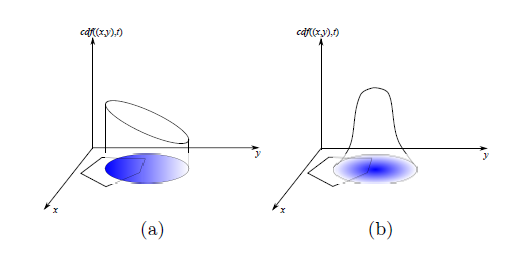 cdf((x,y),t)
cdf((x,y),t)
y
y
x
x
(a)
(b)